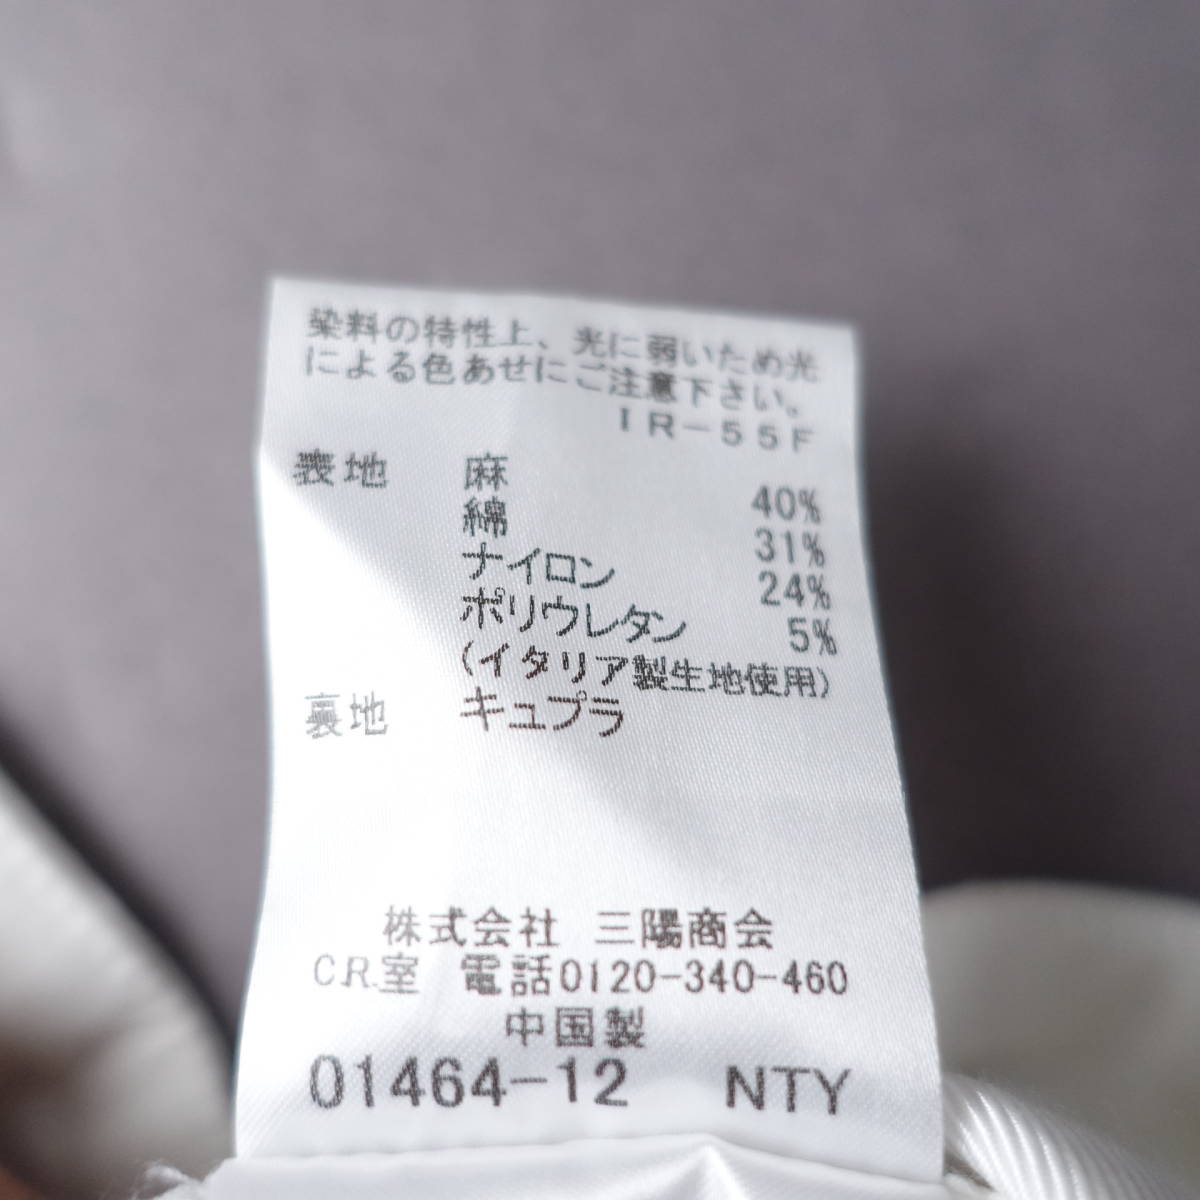 染料の特性上、光に弱いため光
による色あせにご注意下さい。
IR-55F
表地 麻 40%
綿 31%
ナイロン 24%
ポリウレタン 5%
(イタリア製生地使用)
裏地 キュプラ
株式会社 三陽商会
C.R.室 電話0120-340-460
中国製
01464-12 NTY